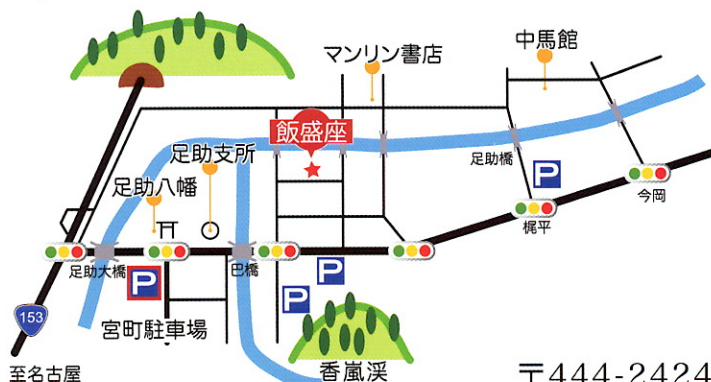 マンリン書店
中馬館
飯盛座
足助支所
足助橋
足助八幡
P
今岡
梶平
足助大橋
巴橋
P
P
P
153
宮町駐車場
至名古屋
香嵐渓
〒444-2424